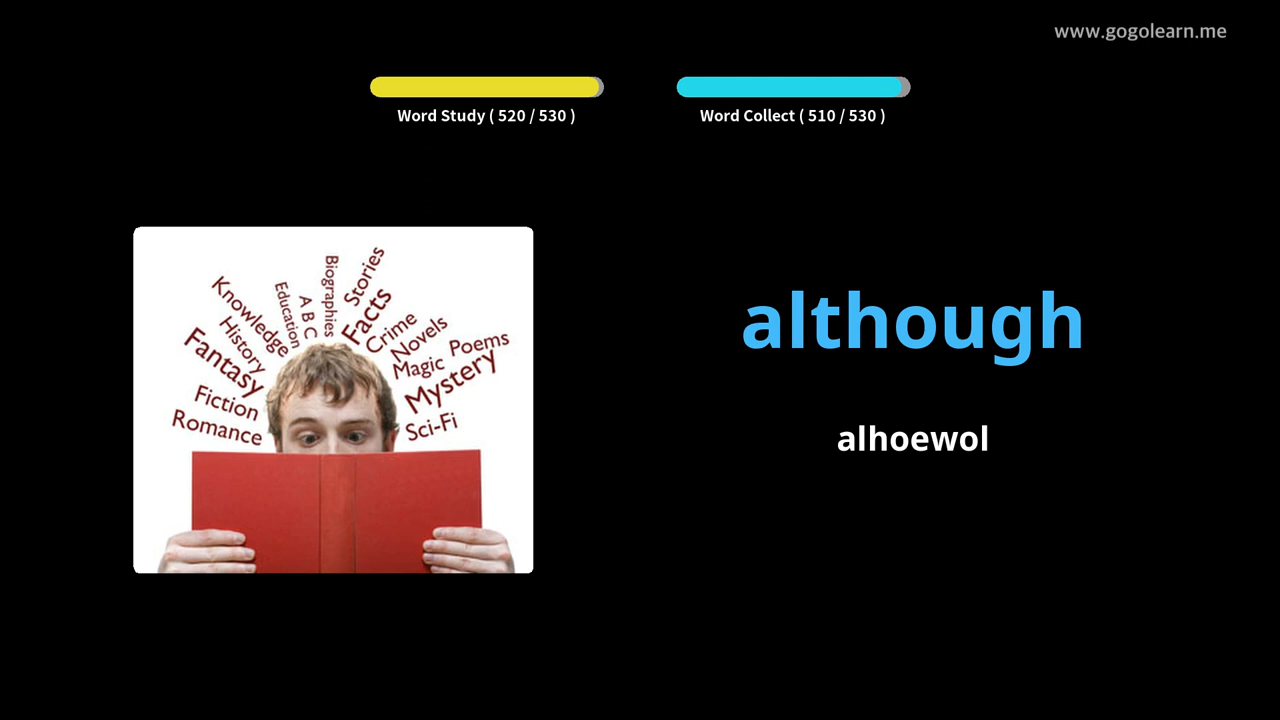 www.gogolearn.me
Word Study ( 520 / 530 )
Word Collect ( 510 / 530 )
Stories
Biographies
Education
A B C
Facts
Knowledge
Crime
Novels
History
Poems
Fantasy
Magic
Mystery
Fiction
Romance
Sci-Fi
although
alhoewol